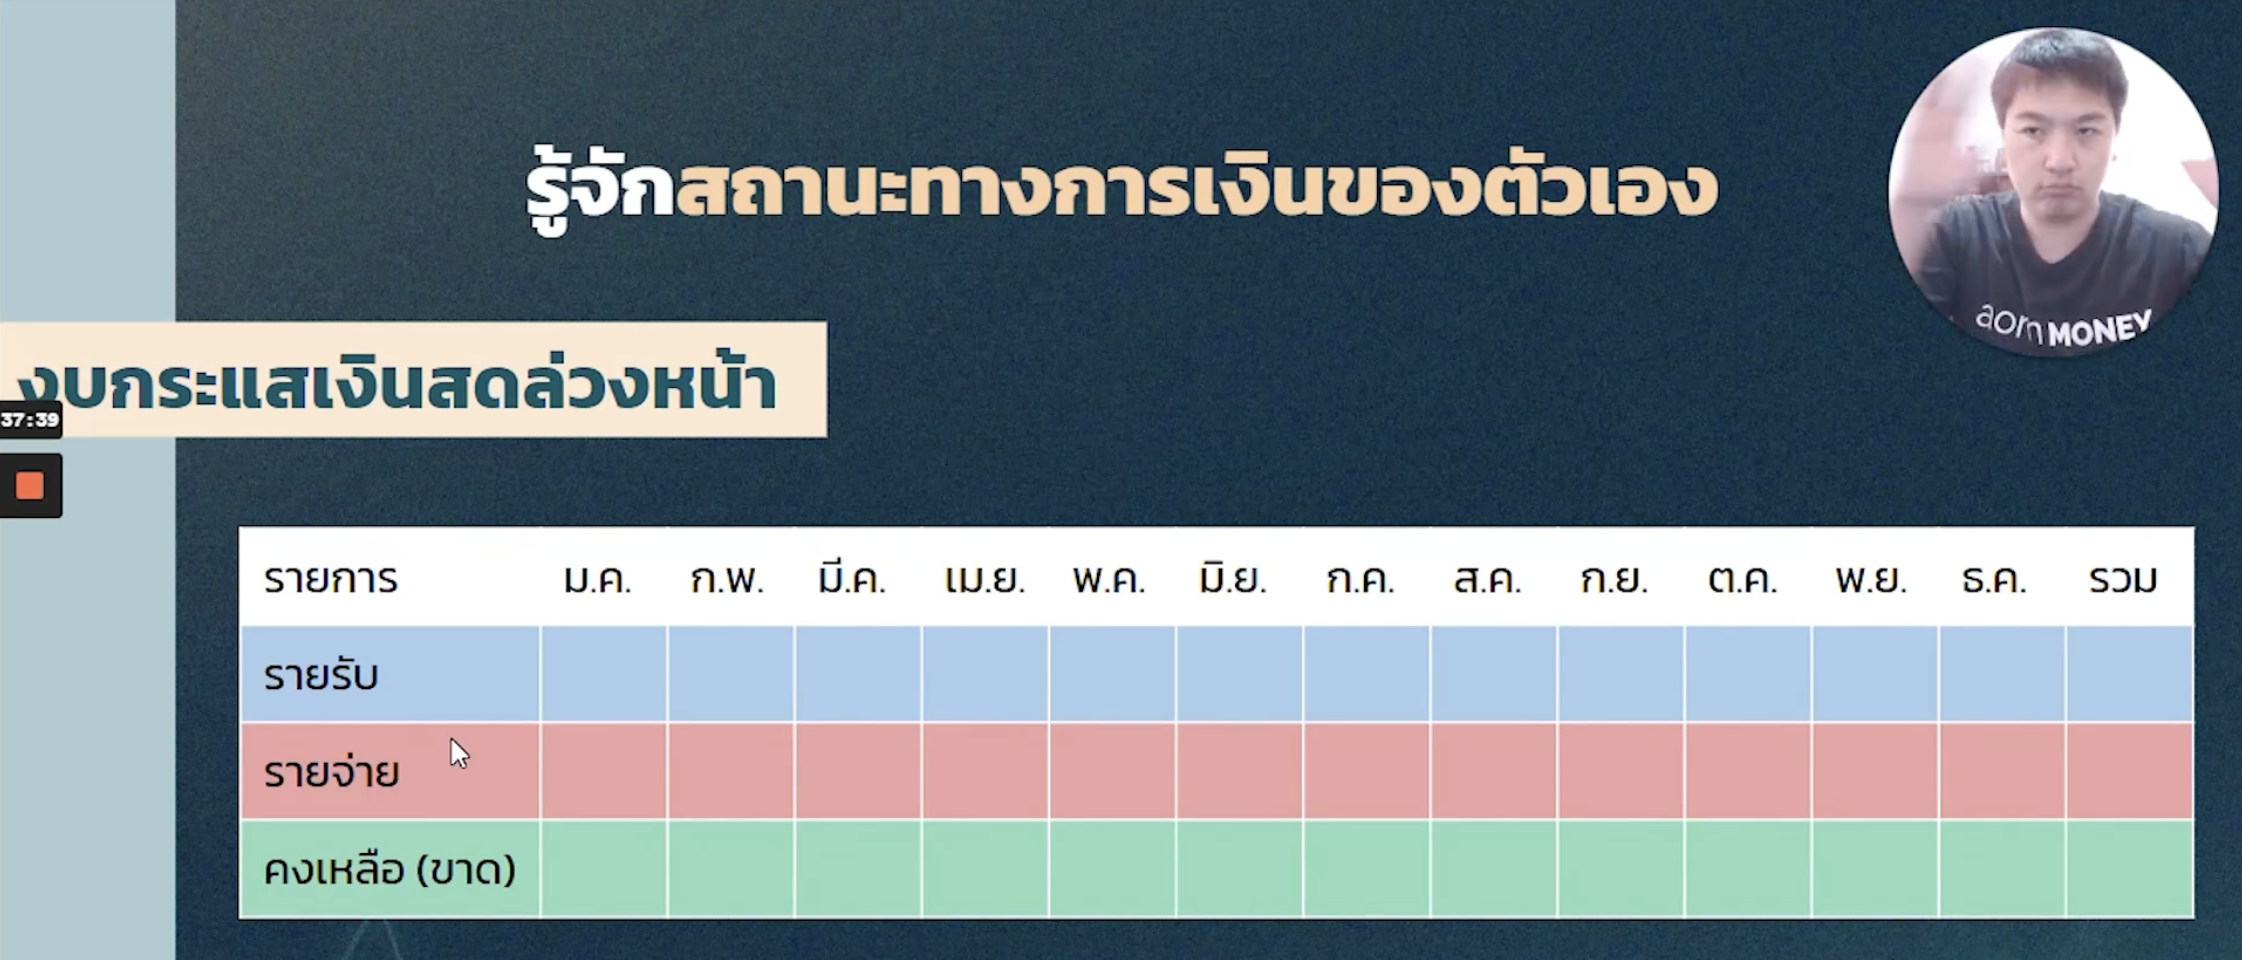 รู้จักสถานะทางการเงินของตัวเอง
aom MONEY
งบกระแสเงินสดล่วงหน้า
37:39
รายการ ม.ค. ก.พ. มี.ค. เม.ย. พ.ค. มิ.ย. ก.ค. ส.ค. ก.ย. ต.ค. พ.ย. ธ.ค. รวม
รายรับ
รายจ่าย
คงเหลือ (ขาด)